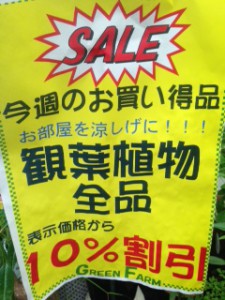 SALE
今週のお買い得品
お部屋を涼しげに!!!
観葉植物
全品
表示価格から
10%割引
GREEN FARM